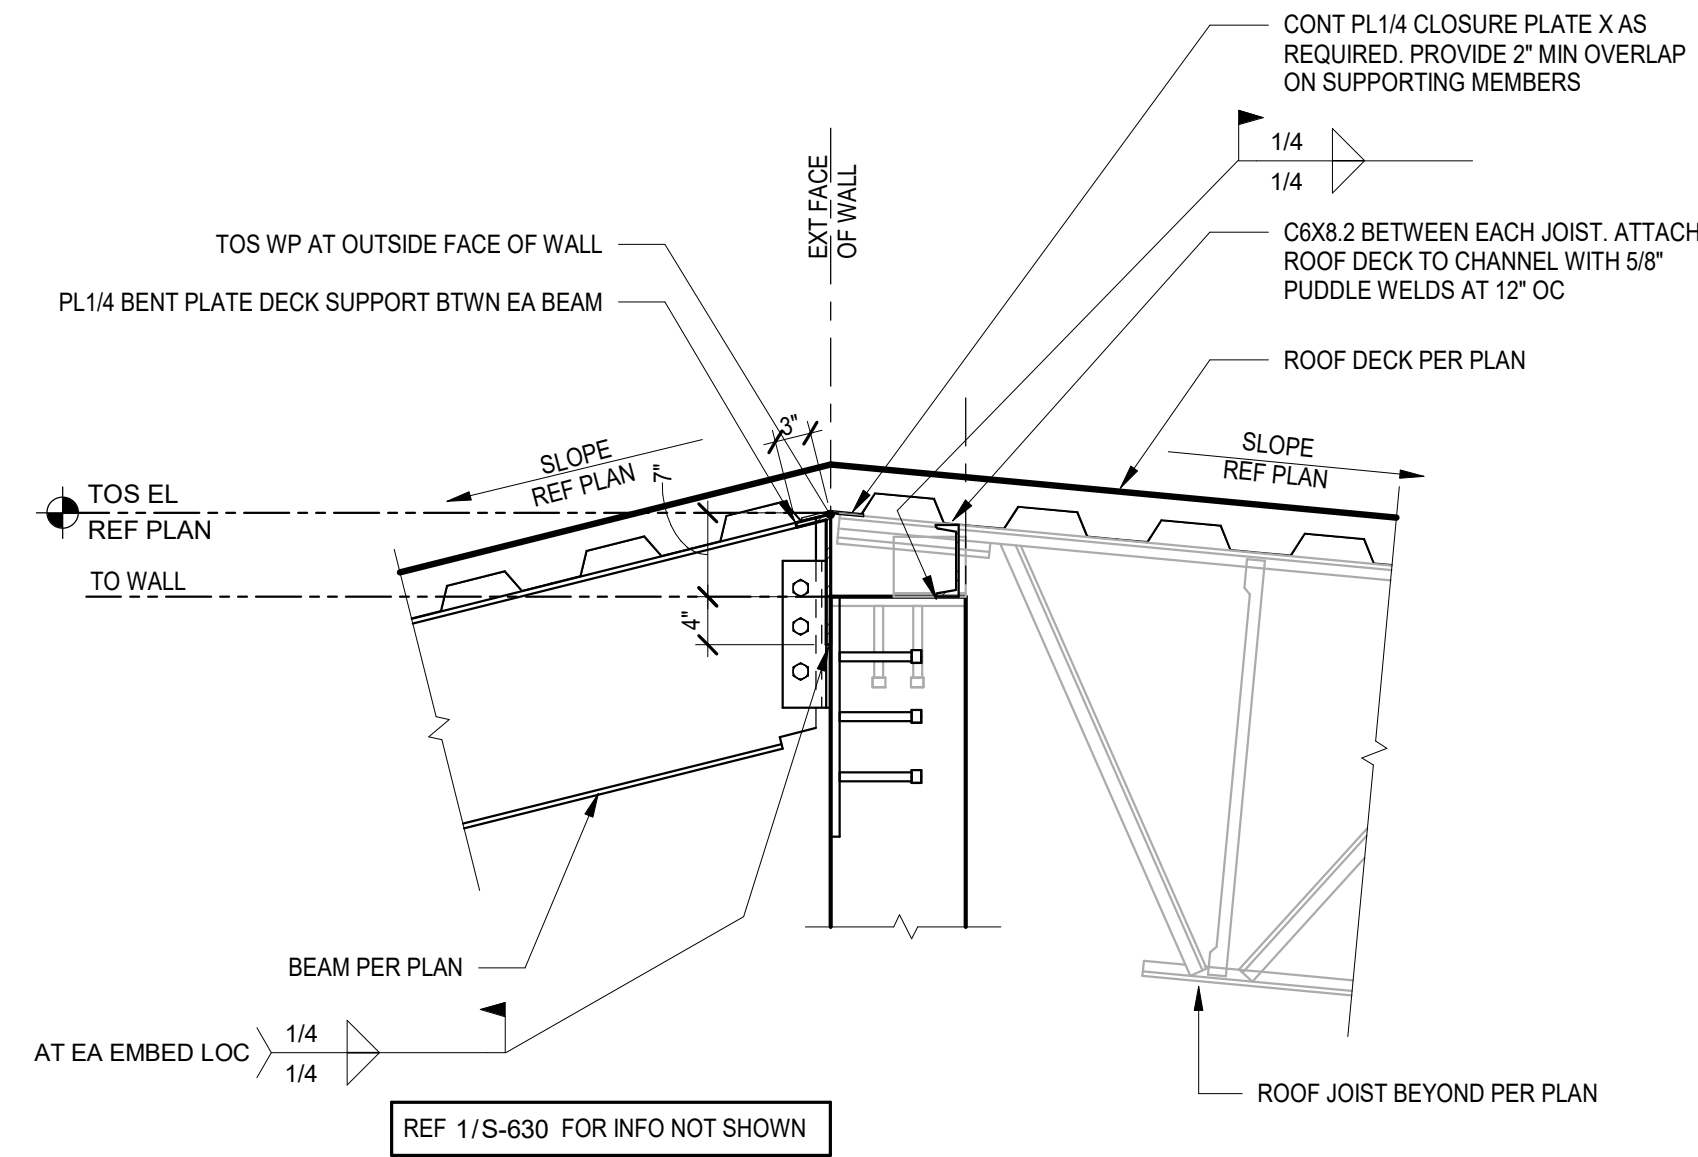 CONT PL1/4 CLOSURE PLATE X AS
REQUIRED. PROVIDE 2" MIN OVERLAP
ON SUPPORTING MEMBERS
1/4
1/4
EXT FACE
OF WALL
TOS WP AT OUTSIDE FACE OF WALL
C6X8.2 BETWEEN EACH JOIST. ATTACH
ROOF DECK TO CHANNEL WITH 5/8"
PUDDLE WELDS AT 12" OC
PL1/4 BENT PLATE DECK SUPPORT BTWN EA BEAM
ROOF DECK PER PLAN
3"
SLOPE
REF PLAN
SLOPE
REF PLAN
7"
TOS EL
REF PLAN
TO WALL
4"
BEAM PER PLAN
AT EA EMBED LOC
1/4
1/4
ROOF JOIST BEYOND PER PLAN
REF 1/S-630 FOR INFO NOT SHOWN